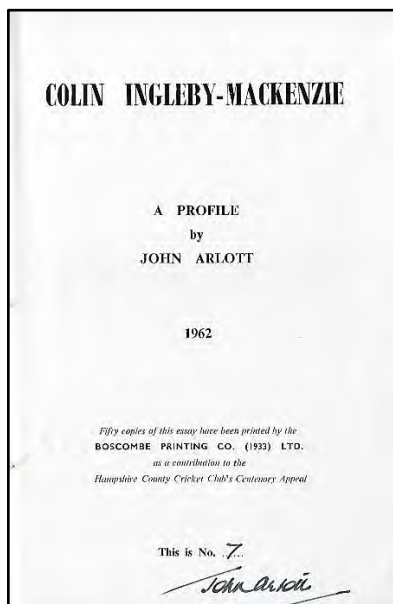 COLIN INGLEBY-MACKENZIE
A PROFILE
by
JOHN ARLOTT
1962
Fifty copies of this essay have been printed by the
BOSCOMBE PRINTING CO. (1933) LTD.
as a contribution to the
Hampshire County Cricket Club's Centenary Appeal
This is No. 7
John Arlott